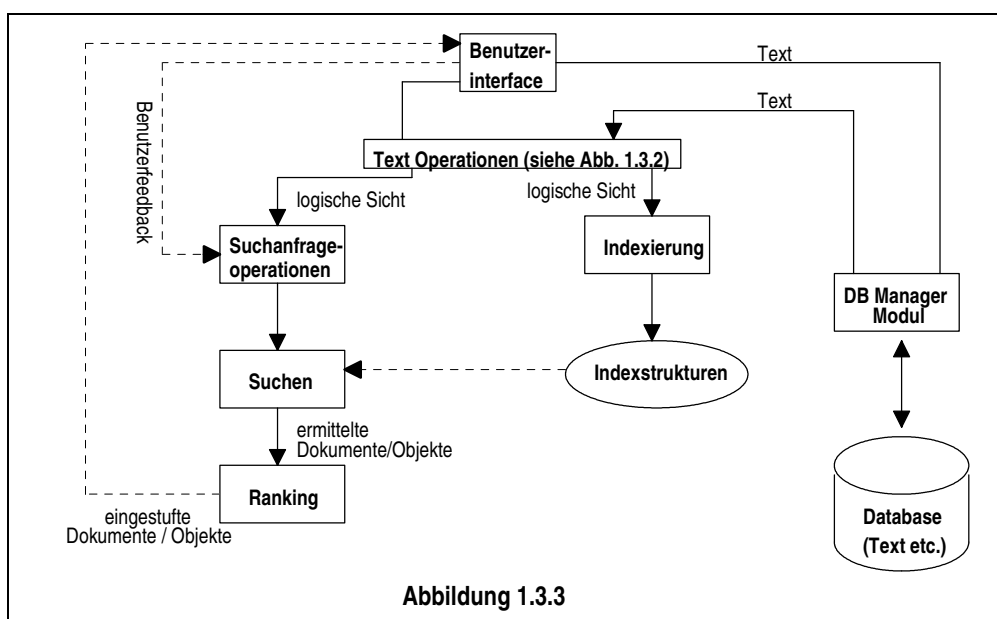 Benutzer-
interface
Text
Text
Benutzerfeedback
Text Operationen (siehe Abb. 1.3.2)
logische Sicht
logische Sicht
Suchanfrage-
operationen
Indexierung
DB Manager
Modul
Suchen
Indexstrukturen
ermittelte
Dokumente/Objekte
Ranking
eingestufte
Dokumente / Objekte
Database
(Text etc.)
Abbildung 1.3.3